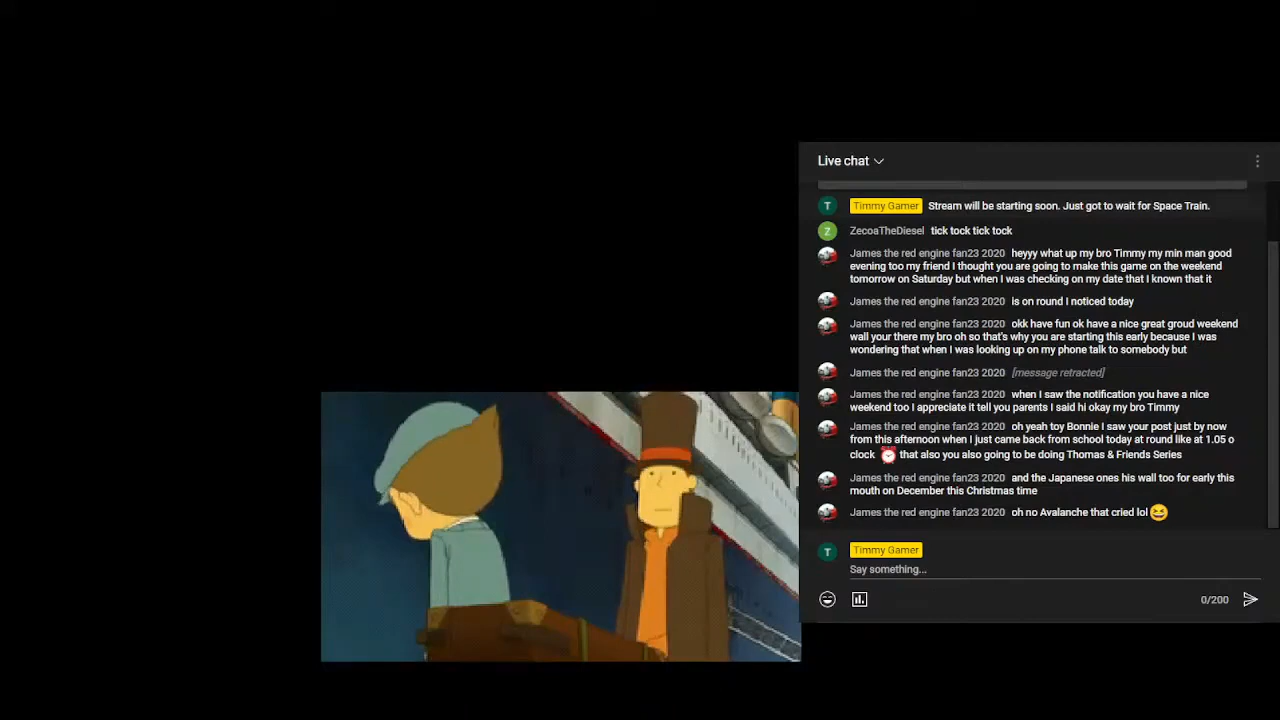 Live chat
T Timmy Gamer Stream will be starting soon. Just got to wait for Space Train.
Z ZecoaTheDiesel tick tock tick tock
James the red engine fan23 2020 heyyy what up my bro Timmy my min man good
evening too my friend I thought you are going to make this game on the weekend
tomorrow on Saturday but when I was checking on my date that I known that it
James the red engine fan23 2020 is on round I noticed today
James the red engine fan23 2020 okk have fun ok have a nice great groud weekend
wall your there my bro oh so that's why you are starting this early because I was
wondering that when I was looking up on my phone talk to somebody but
James the red engine fan23 2020 [message retracted]
James the red engine fan23 2020 when I saw the notification you have a nice
weekend too I appreciate it tell you parents I said hi okay my bro Timmy
James the red engine fan23 2020 oh yeah toy Bonnie I saw your post just by now
from this afternoon when I just came back from school today at round like at 1.05 o
clock ⏰ that also you also going to be doing Thomas & Friends Series
James the red engine fan23 2020 and the Japanese ones his wall too for early this
mouth on December this Christmas time
James the red engine fan23 2020 oh no Avalanche that cried lol 😆
T Timmy Gamer
Say something...
0/200